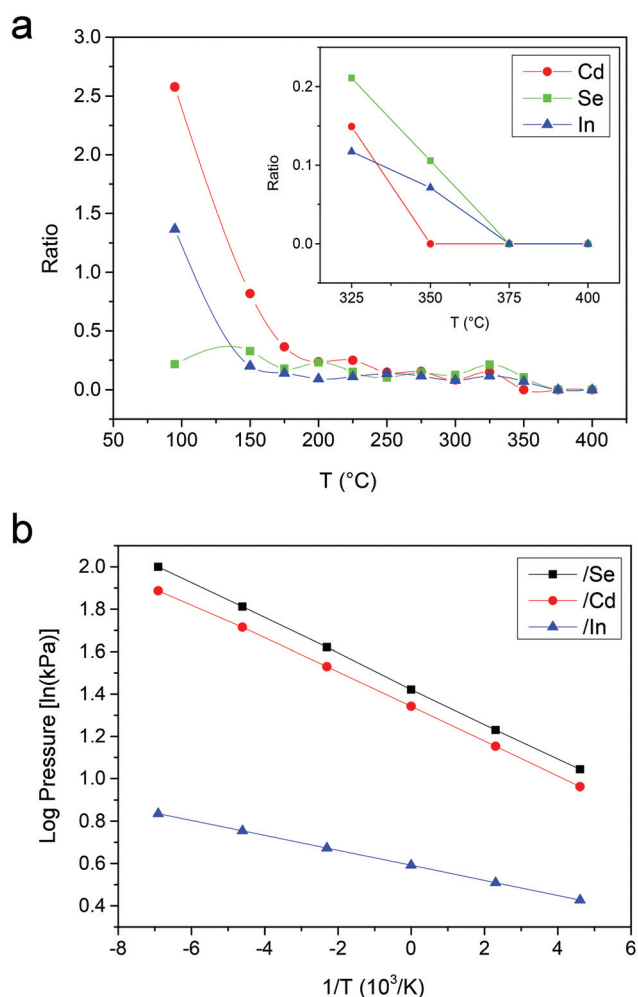 a
3.0
2.5
2.0
1.5
1.0
0.5
0.0
Ratio
50 100 150 200 250 300 350 400
T (°C)
0.2
0.1
0.0
Ratio
325 350 375 400
T (°C)
Cd
Se
In
b
2.0
1.8
1.6
1.4
1.2
1.0
0.8
0.6
0.4
Log Pressure [ln(kPa)]
-8 -6 -4 -2 0 2 4 6
1/T (10³/K)
/Se
/Cd
/In